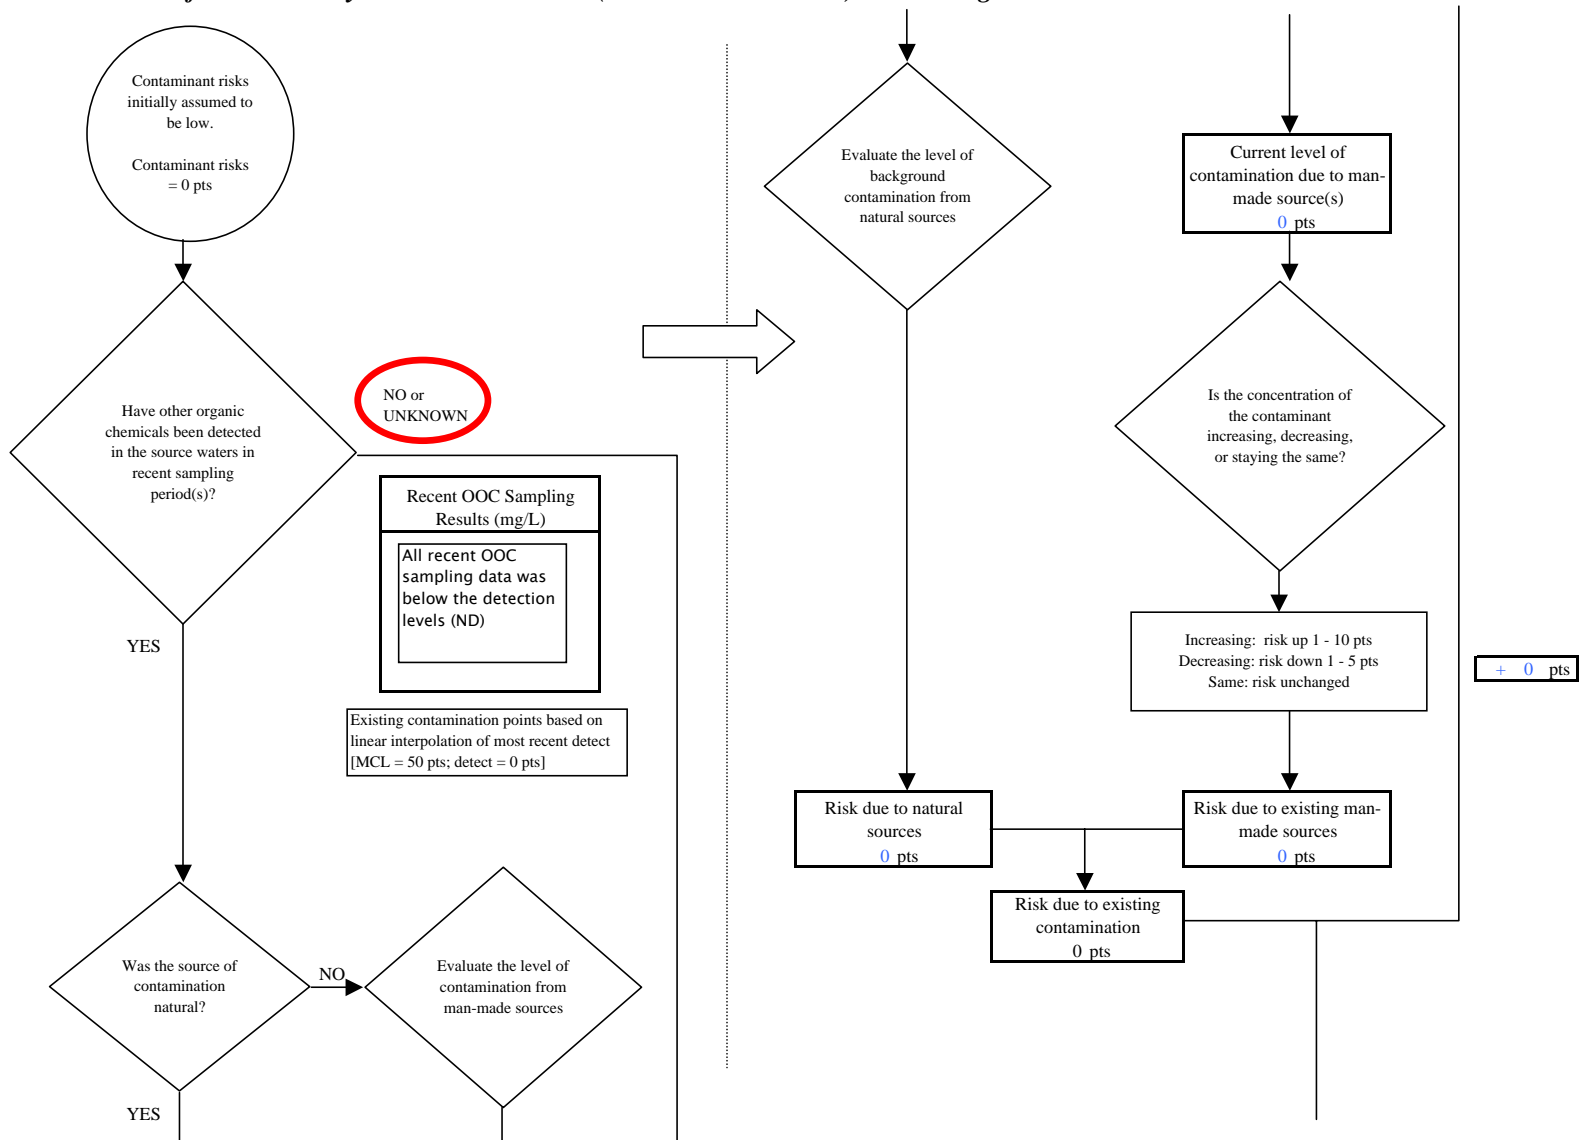 Contaminant risks
initially assumed to
be low.
Contaminant risks
= 0 pts
Have other organic
chemicals been detected
in the source waters in
recent sampling
period(s)?
NO or
UNKNOWN
Recent OOC Sampling
Results (mg/L)
All recent OOC
sampling data was
below the detection
levels (ND)
YES
Existing contamination points based on
linear interpolation of most recent detect
[MCL = 50 pts; detect = 0 pts]
Was the source of
contamination
natural?
NO
Evaluate the level of
contamination from
man-made sources
YES
Evaluate the level of
background
contamination from
natural sources
Current level of
contamination due to man-
made source(s)
0 pts
Is the concentration of
the contaminant
increasing, decreasing,
or staying the same?
Increasing: risk up 1 - 10 pts
Decreasing: risk down 1 - 5 pts
Same: risk unchanged
+ 0 pts
Risk due to natural
sources
0 pts
Risk due to existing man-
made sources
0 pts
Risk due to existing
contamination
0 pts